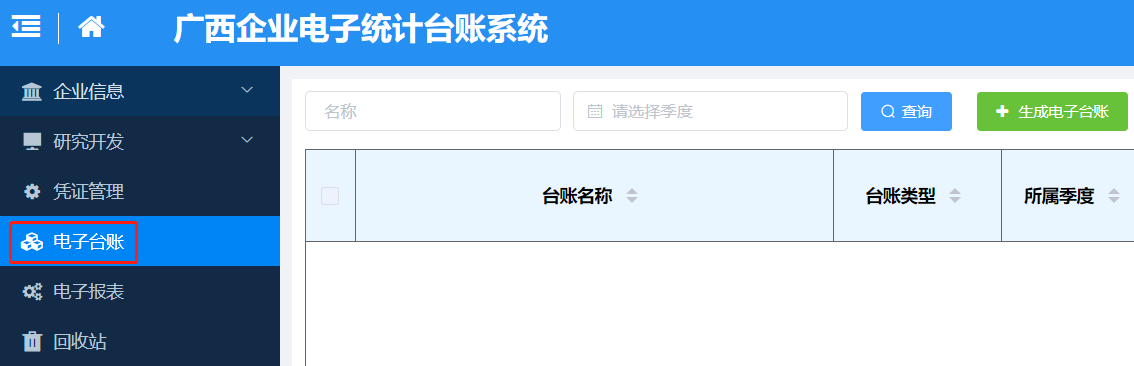 广西企业电子统计台账系统
企业信息
研究开发
凭证管理
电子台账
电子报表
回收站
名称
请选择季度
查询
生成电子台账
台账名称
台账类型
所属季度